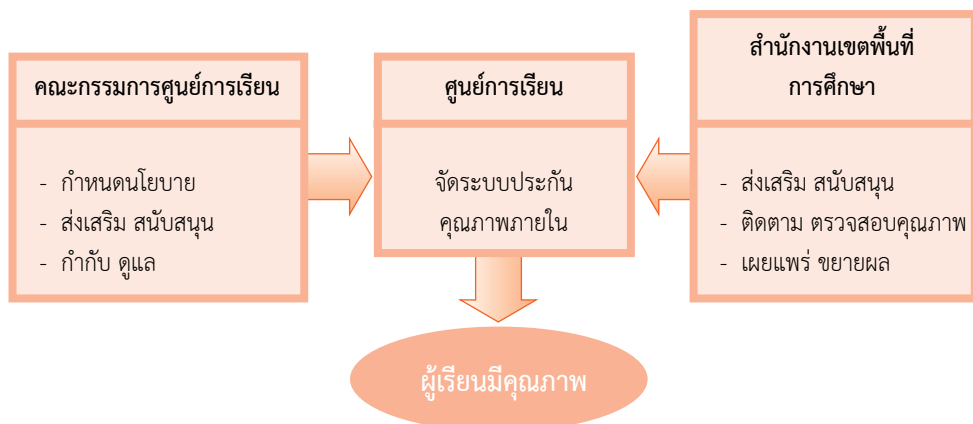 คณะกรรมการศูนย์การเรียน
- กำหนดนโยบาย
- ส่งเสริม สนับสนุน
- กำกับ ดูแล
ศูนย์การเรียน
จัดระบบประกัน
คุณภาพภายใน
สำนักงานเขตพื้นที่
การศึกษา
- ส่งเสริม สนับสนุน
- ติดตาม ตรวจสอบคุณภาพ
- เผยแพร่ ขยายผล
ผู้เรียนมีคุณภาพ